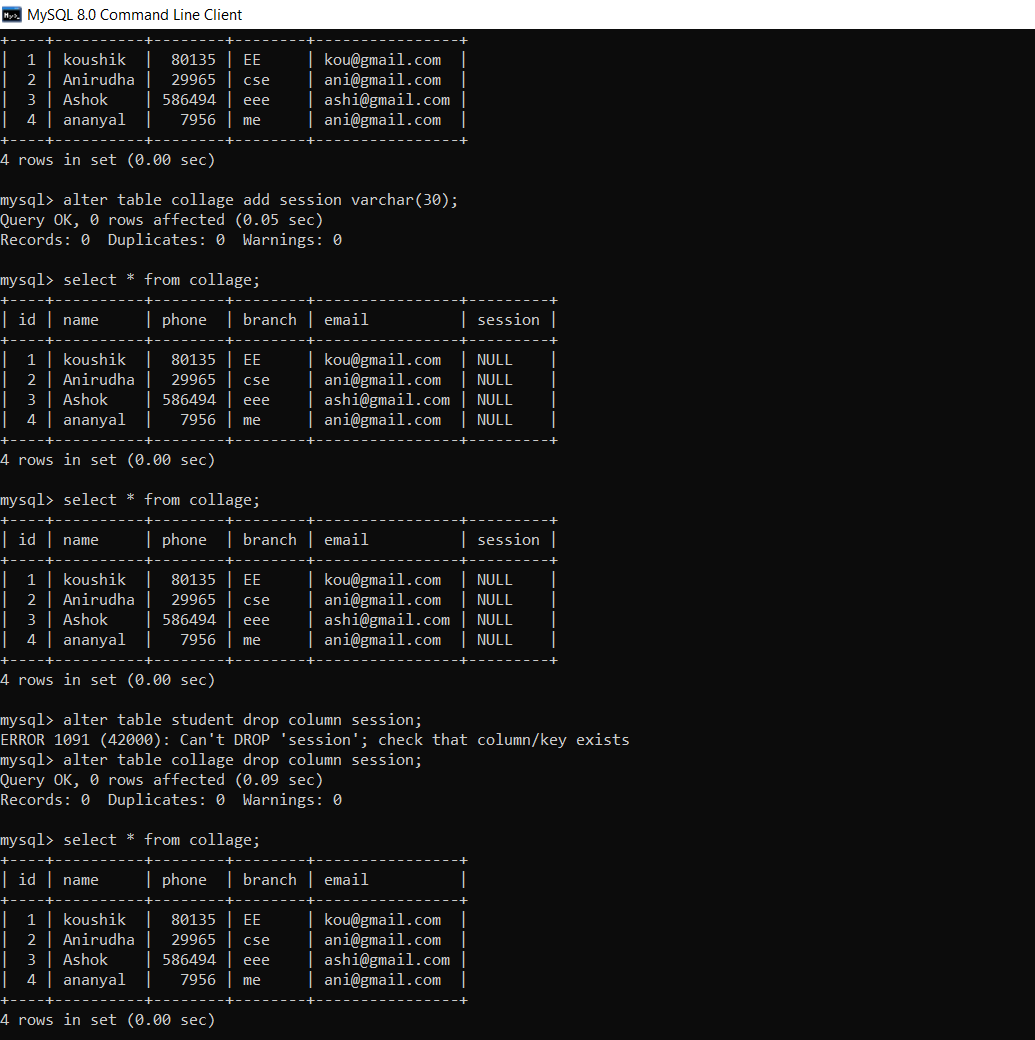 MySQL 8.0 Command Line Client
+----+----------+--------+--------+----------------+
|  1 | koushik  |  80135 | EE     | kou@gmail.com  |
|  2 | Anirudha |  29965 | cse    | ani@gmail.com  |
|  3 | Ashok    | 586494 | eee    | ashi@gmail.com |
|  4 | ananyal  |   7956 | me     | ani@gmail.com  |
+----+----------+--------+--------+----------------+
4 rows in set (0.00 sec)
mysql> alter table collage add session varchar(30);
Query OK, 0 rows affected (0.05 sec)
Records: 0  Duplicates: 0  Warnings: 0
mysql> select * from collage;
+----+----------+--------+--------+----------------+---------+
| id | name     | phone  | branch | email          | session |
+----+----------+--------+--------+----------------+---------+
|  1 | koushik  |  80135 | EE     | kou@gmail.com  | NULL    |
|  2 | Anirudha |  29965 | cse    | ani@gmail.com  | NULL    |
|  3 | Ashok    | 586494 | eee    | ashi@gmail.com | NULL    |
|  4 | ananyal  |   7956 | me     | ani@gmail.com  | NULL    |
+----+----------+--------+--------+----------------+---------+
4 rows in set (0.00 sec)
mysql> select * from collage;
+----+----------+--------+--------+----------------+---------+
| id | name     | phone  | branch | email          | session |
+----+----------+--------+--------+----------------+---------+
|  1 | koushik  |  80135 | EE     | kou@gmail.com  | NULL    |
|  2 | Anirudha |  29965 | cse    | ani@gmail.com  | NULL    |
|  3 | Ashok    | 586494 | eee    | ashi@gmail.com | NULL    |
|  4 | ananyal  |   7956 | me     | ani@gmail.com  | NULL    |
+----+----------+--------+--------+----------------+---------+
4 rows in set (0.00 sec)
mysql> alter table student drop column session;
ERROR 1091 (42000): Can't DROP 'session'; check that column/key exists
mysql> alter table collage drop column session;
Query OK, 0 rows affected (0.09 sec)
Records: 0  Duplicates: 0  Warnings: 0
mysql> select * from collage;
+----+----------+--------+--------+----------------+
| id | name     | phone  | branch | email          |
+----+----------+--------+--------+----------------+
|  1 | koushik  |  80135 | EE     | kou@gmail.com  |
|  2 | Anirudha |  29965 | cse    | ani@gmail.com  |
|  3 | Ashok    | 586494 | eee    | ashi@gmail.com |
|  4 | ananyal  |   7956 | me     | ani@gmail.com  |
+----+----------+--------+--------+----------------+
4 rows in set (0.00 sec)